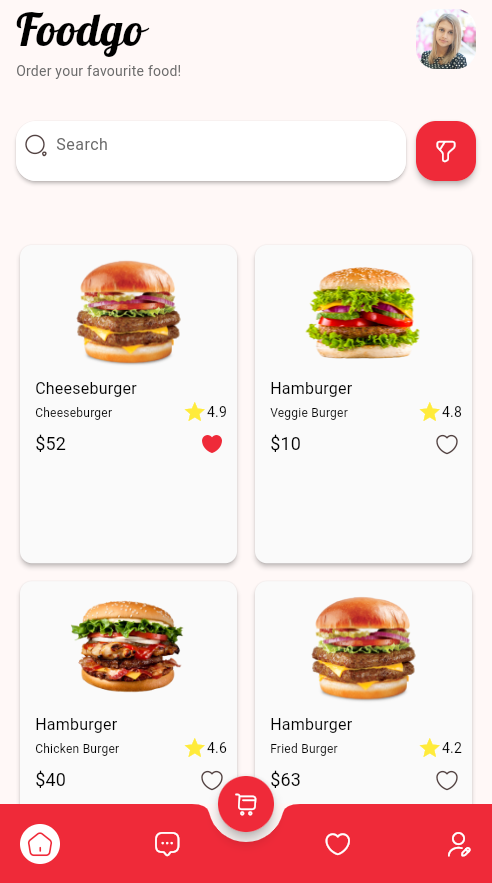 Foodgo
Order your favourite food!
Search
Cheeseburger
Cheeseburger 4.9
$52
Hamburger
Veggie Burger 4.8
$10
Hamburger
Chicken Burger 4.6
$40
Hamburger
Fried Burger 4.2
$63